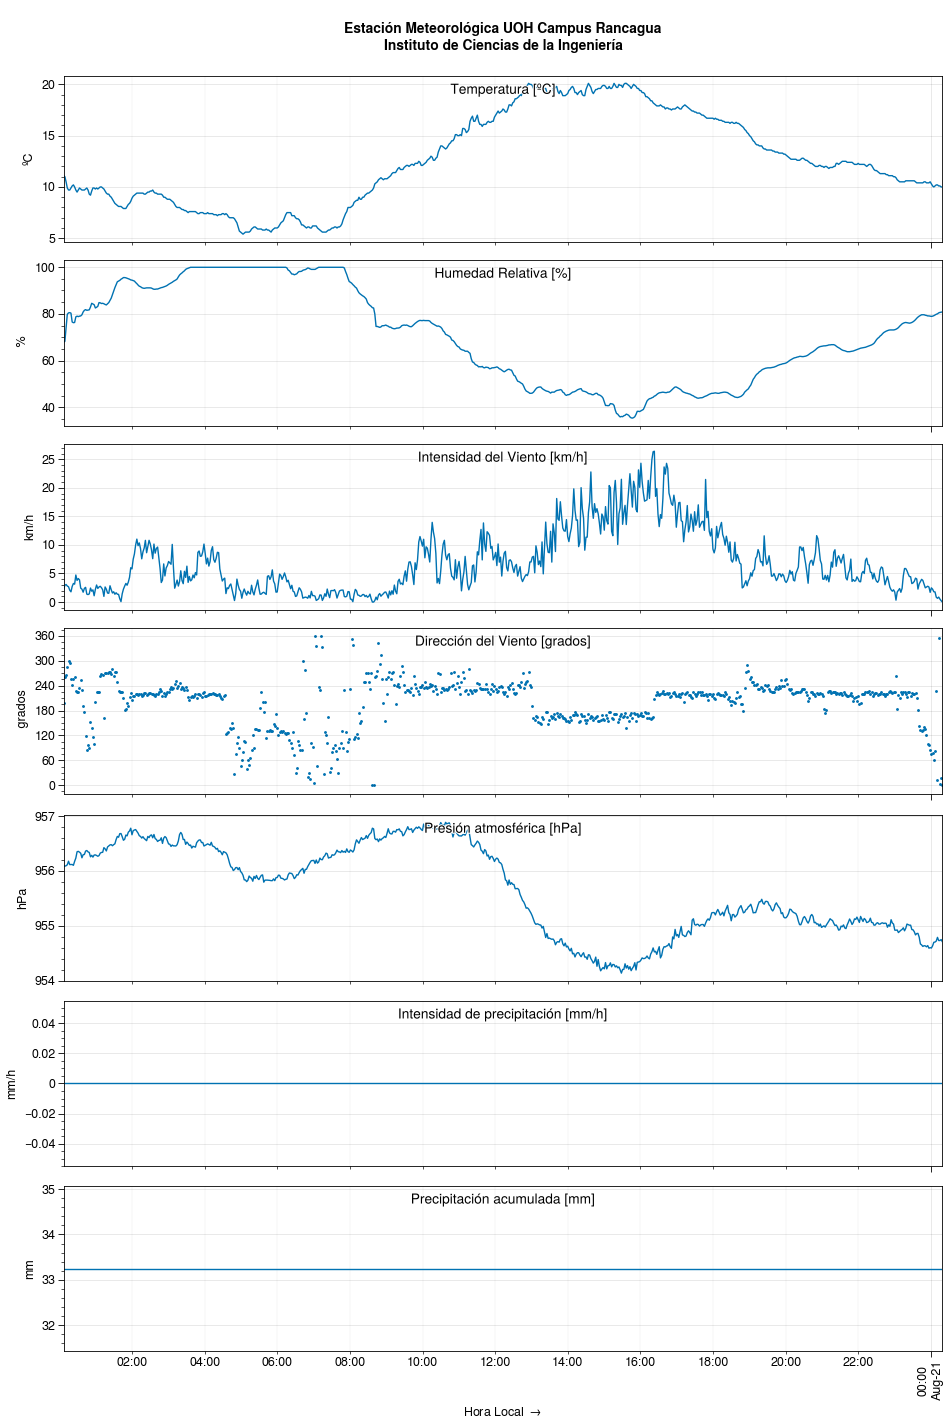 Estación Meteorológica UOH Campus Rancagua
Instituto de Ciencias de la Ingeniería
Temperatura [ºC]
20
15
10
5
ºC
Humedad Relativa [%]
100
80
60
40
%
Intensidad del Viento [km/h]
25
20
15
10
5
0
km/h
Dirección del Viento [grados]
360
300
240
180
120
60
0
grados
Presión atmosférica [hPa]
957
956
955
954
hPa
Intensidad de precipitación [mm/h]
0.04
0.02
0
−0.02
−0.04
mm/h
Precipitación acumulada [mm]
35
34
33
32
mm
02:00 04:00 06:00 08:00 10:00 12:00 14:00 16:00 18:00 20:00 22:00 00:00
Aug-21
Hora Local →